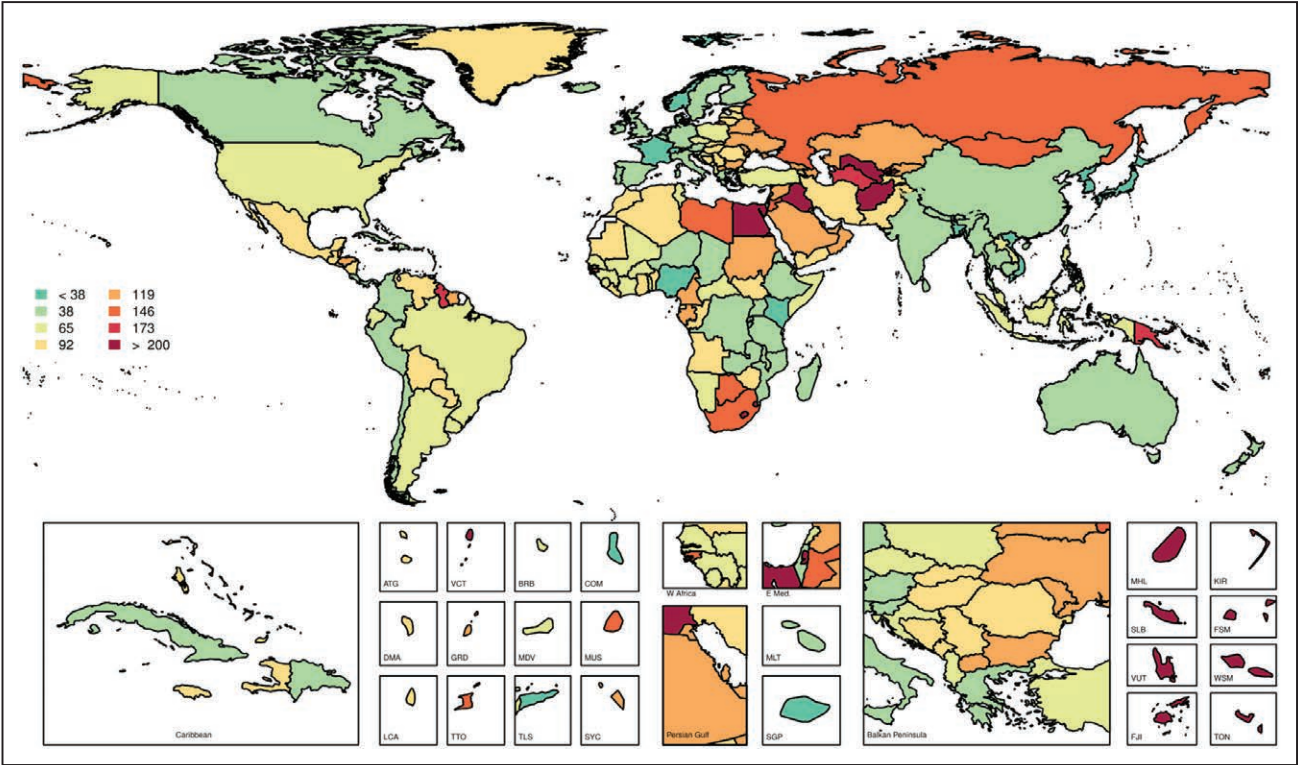 < 38
38
65
92
119
146
173
> 200
Caribbean
ATG
VCT
BRB
COM
DMA
GRD
MDV
MUS
LCA
TTO
TLS
SYC
W Africa
E Med.
Persian Gulf
MLT
SGP
Balkan Peninsula
MHL
KIR
SLB
FSM
VUT
WSM
FJI
TON